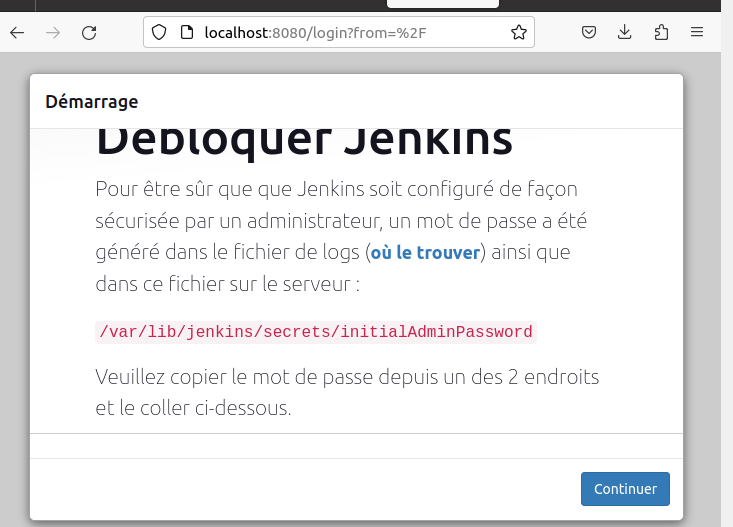 localhost:8080/login?from=%2F
Démarrage
Débloquer Jenkins
Pour être sûr que que Jenkins soit configuré de façon
sécurisée par un administrateur, un mot de passe a été
généré dans le fichier de logs (où le trouver) ainsi que
dans ce fichier sur le serveur :
/var/lib/jenkins/secrets/initialAdminPassword
Veuillez copier le mot de passe depuis un des 2 endroits
et le coller ci-dessous.
Continuer